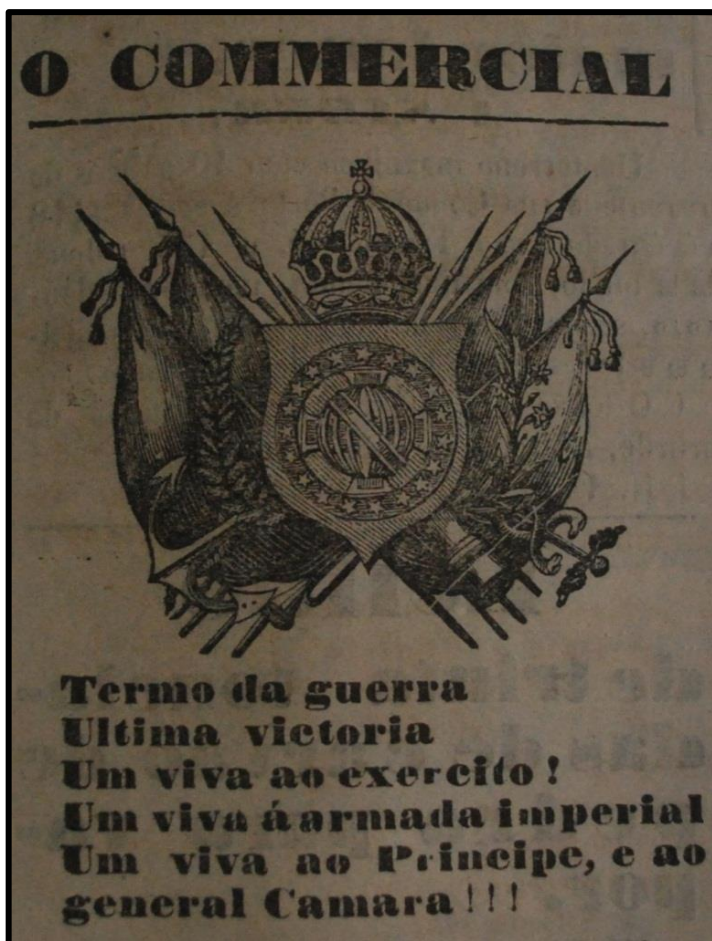 O COMMERCIAL
Termo da guerra
Ultima victoria
Um viva ao exercito !
Um viva á armada imperial
Um viva ao Principe, e ao
general Camara !!!